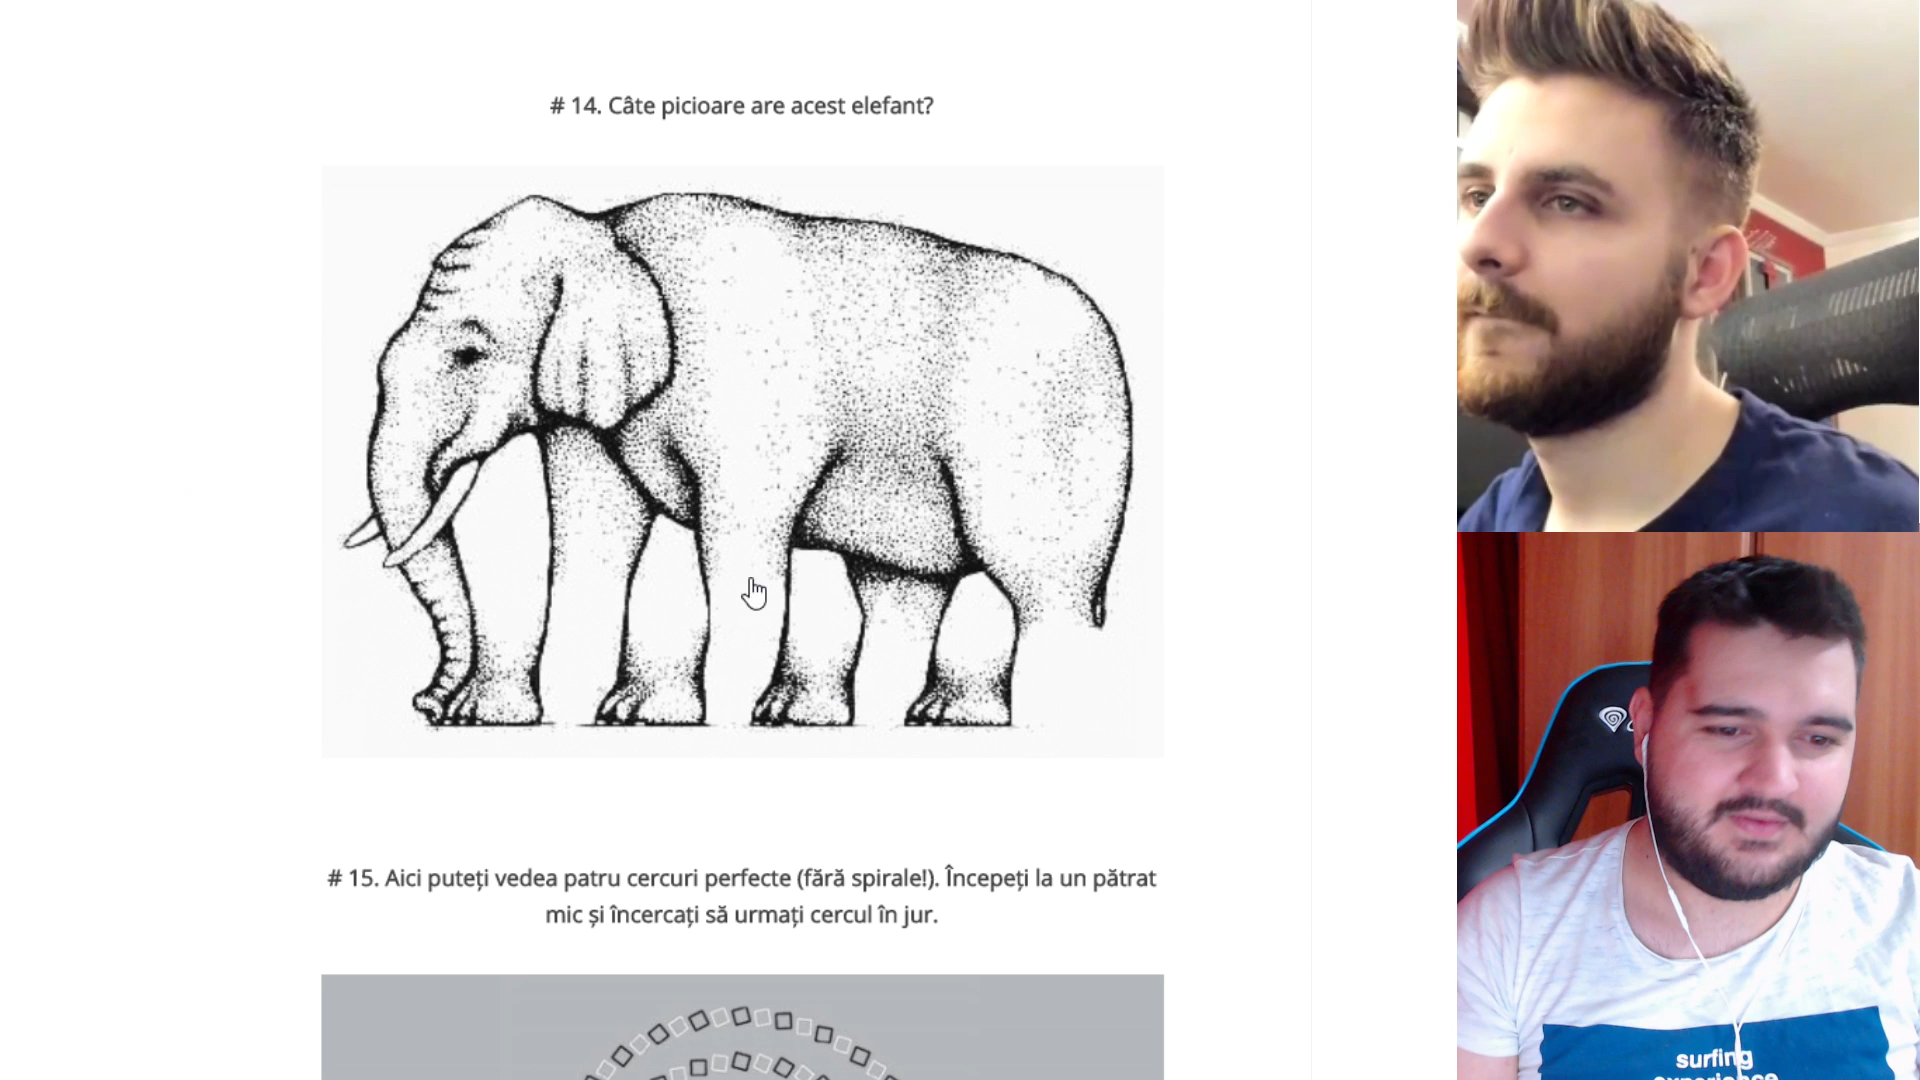 # 14. Câte picioare are acest elefant?
# 15. Aici puteți vedea patru cercuri perfecte (fără spirale!). Începeți la un pătrat
mic și încercați să urmați cercul în jur.
surfing
experience